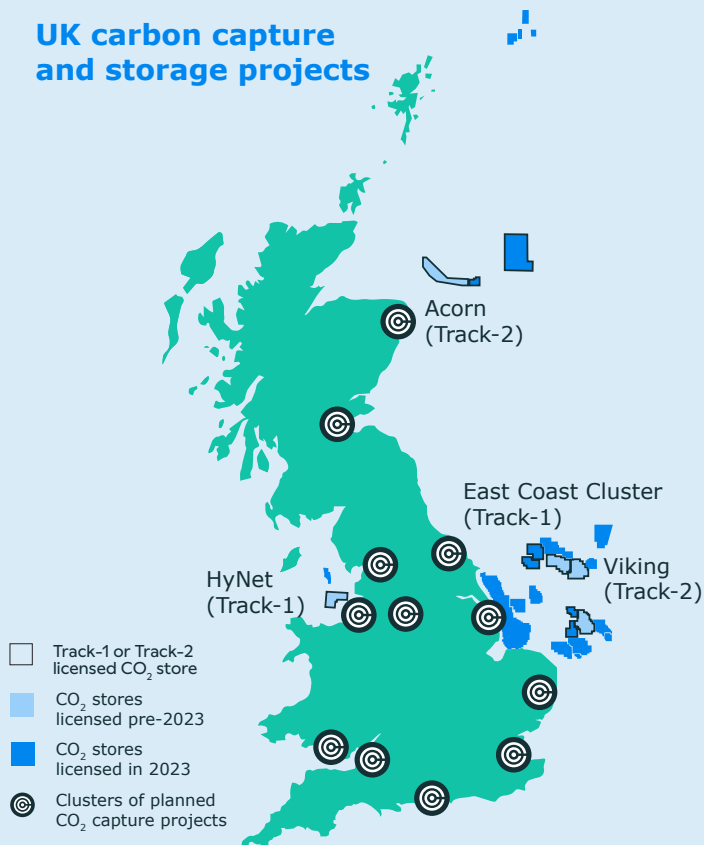 UK carbon capture
and storage projects
Acorn
(Track-2)
East Coast Cluster
(Track-1)
Viking
(Track-2)
HyNet
(Track-1)
Track-1 or Track-2
licensed CO₂ store
CO₂ stores
licensed pre-2023
CO₂ stores
licensed in 2023
Clusters of planned
CO₂ capture projects